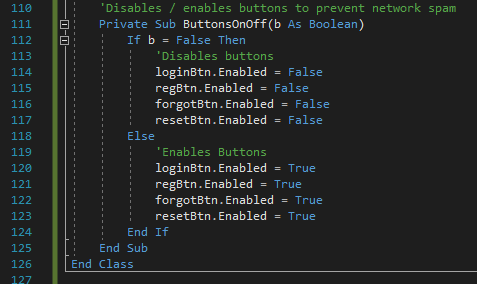 110 'Disables / enables buttons to prevent network spam
111 Private Sub ButtonsOnOff(b As Boolean)
112 If b = False Then
113 'Disables buttons
114 loginBtn.Enabled = False
115 regBtn.Enabled = False
116 forgotBtn.Enabled = False
117 resetBtn.Enabled = False
118 Else
119 'Enables Buttons
120 loginBtn.Enabled = True
121 regBtn.Enabled = True
122 forgotBtn.Enabled = True
123 resetBtn.Enabled = True
124 End If
125 End Sub
126 End Class
127